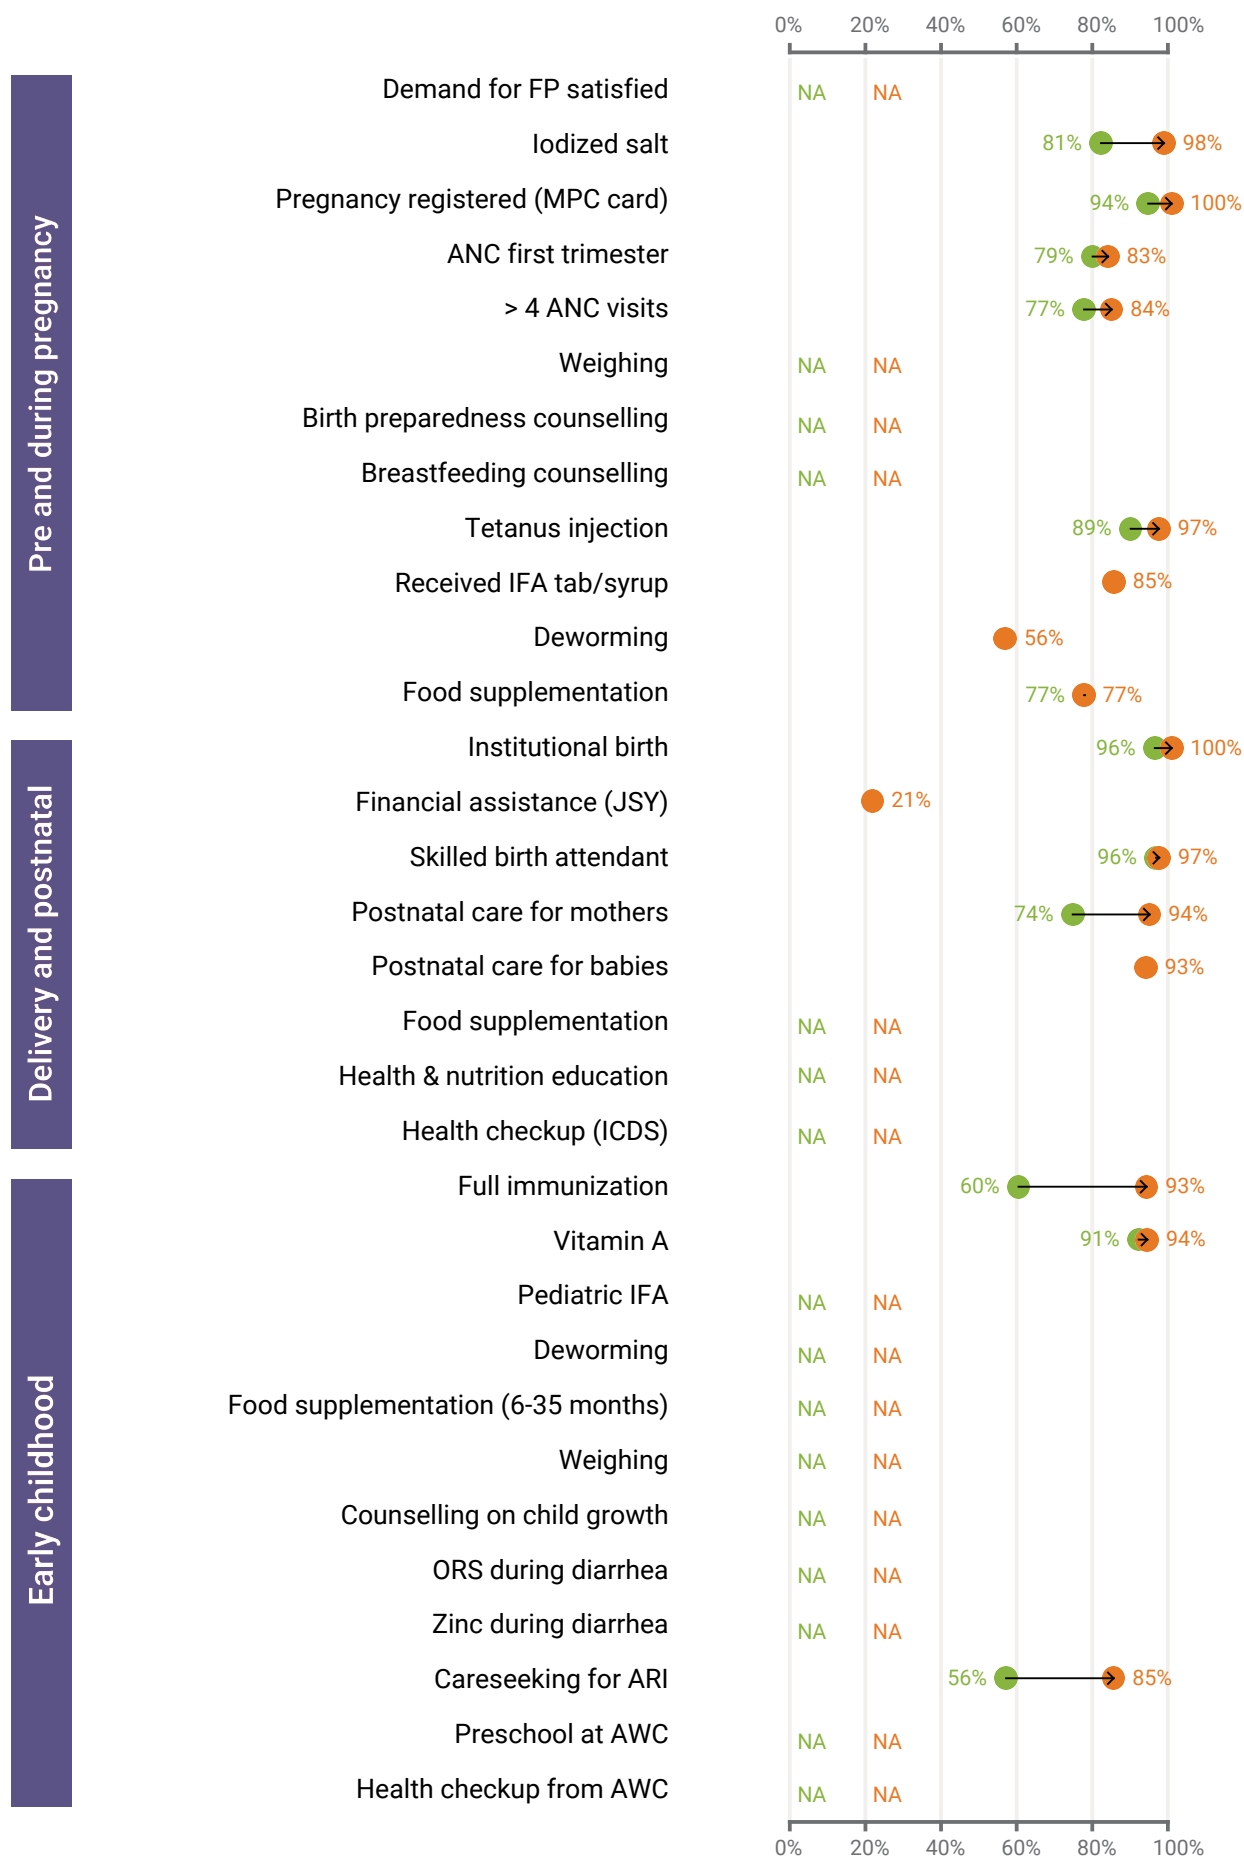 0% 20% 40% 60% 80% 100%
Pre and during pregnancy
Demand for FP satisfied NA NA
Iodized salt 81% 98%
Pregnancy registered (MPC card) 94% 100%
ANC first trimester 79% 83%
> 4 ANC visits 77% 84%
Weighing NA NA
Birth preparedness counselling NA NA
Breastfeeding counselling NA NA
Tetanus injection 89% 97%
Received IFA tab/syrup 85%
Deworming 56%
Food supplementation 77% 77%
Delivery and postnatal
Institutional birth 96% 100%
Financial assistance (JSY) 21%
Skilled birth attendant 96% 97%
Postnatal care for mothers 74% 94%
Postnatal care for babies 93%
Food supplementation NA NA
Health & nutrition education NA NA
Health checkup (ICDS) NA NA
Early childhood
Full immunization 60% 93%
Vitamin A 91% 94%
Pediatric IFA NA NA
Deworming NA NA
Food supplementation (6-35 months) NA NA
Weighing NA NA
Counselling on child growth NA NA
ORS during diarrhea NA NA
Zinc during diarrhea NA NA
Careseeking for ARI 56% 85%
Preschool at AWC NA NA
Health checkup from AWC NA NA
0% 20% 40% 60% 80% 100%